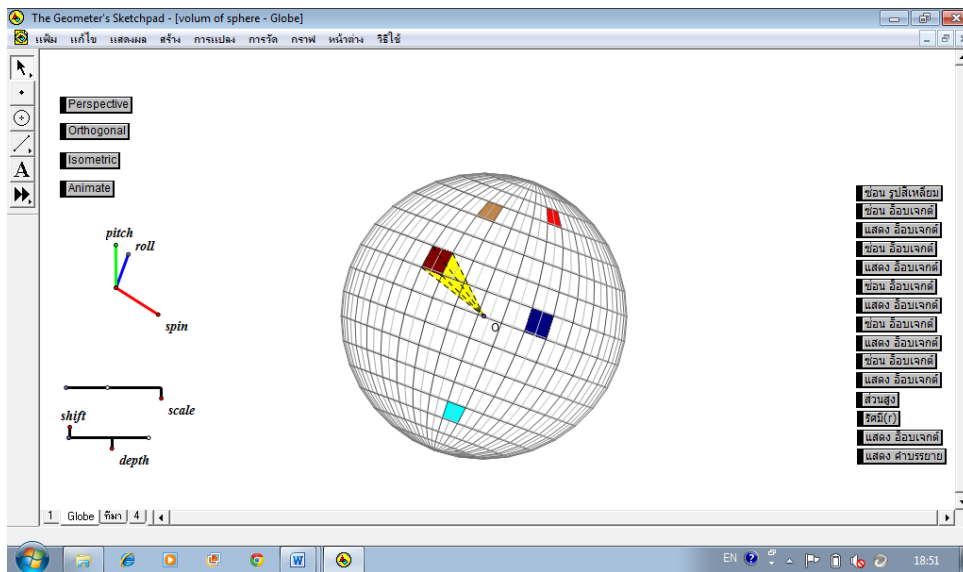 The Geometer's Sketchpad - [volum of sphere - Globe]
แฟ้ม แก้ไข แสดงผล สร้าง การแปลง การวัด กราฟ หน้าต่าง วิธีใช้
Perspective
Orthogonal
Isometric
Animate
pitch
roll
spin
scale
shift
depth
O
ซ่อน รูปสี่เหลี่ยม
ซ่อน อ็อบเจกต์
แสดง อ็อบเจกต์
ซ่อน อ็อบเจกต์
แสดง อ็อบเจกต์
ซ่อน อ็อบเจกต์
แสดง อ็อบเจกต์
ซ่อน อ็อบเจกต์
แสดง อ็อบเจกต์
ซ่อน อ็อบเจกต์
แสดง อ็อบเจกต์
ส่วนสูง
รัศมี(r)
แสดง อ็อบเจกต์
แสดง คำบรรยาย
1 Globe ที่มา 4
EN 18:51